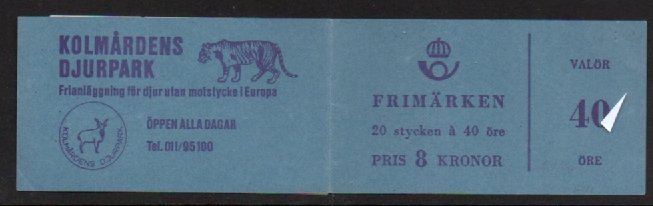 KOLMÅRDENS
DJURPARK
Frianläggning för djur utan motstycke i Europa
ÖPPEN ALLA DAGAR
Tel. 011/95100
KOLMÅRDENS DJURPARK
FRIMÄRKEN
20 stycken à 40 öre
PRIS 8 KRONOR
VALÖR
40
ÖRE